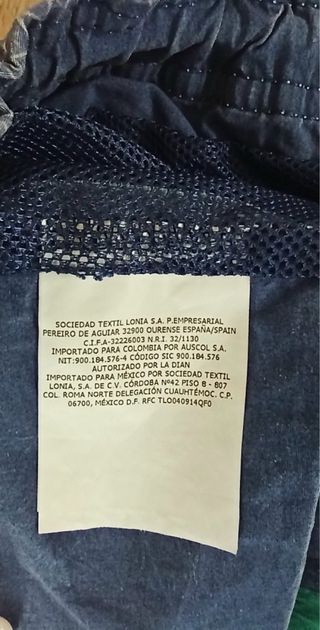 SOCIEDAD TEXTIL LONIA S.A. P.EMPRESARIAL
PEREIRO DE AGUIAR 32900 OURENSE ESPAÑA/SPAIN
C.I.F.A-32226003 N.R.I. 32/1130
IMPORTADO PARA COLOMBIA POR AUSCOL S.A.
NIT:900.184.576-4 CÓDIGO SIC 900.184.576
AUTORIZADO POR LA DIAN
IMPORTADO PARA MÉXICO POR SOCIEDAD TEXTIL
LONIA, S.A. DE C.V. CÓRDOBA Nº42 PISO 8 - 807
COL. ROMA NORTE DELEGACIÓN CUAUHTÉMOC. C.P.
06700, MÉXICO D.F. RFC TLO040914QF0